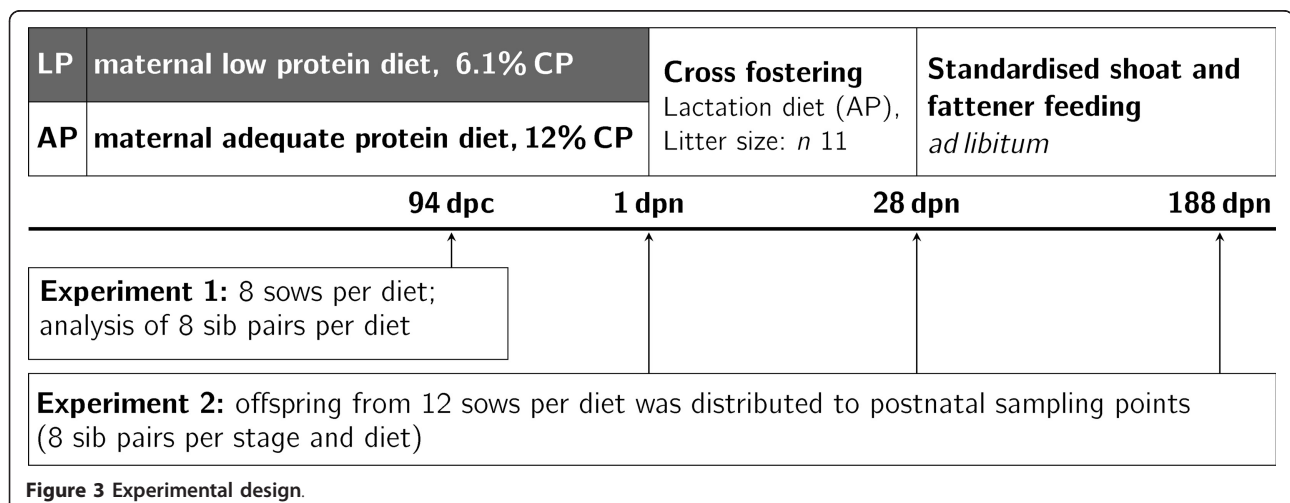 LP maternal low protein diet, 6.1% CP
AP maternal adequate protein diet, 12% CP
Cross fostering
Lactation diet (AP),
Litter size: n 11
Standardised shoat and
fattener feeding
ad libitum
94 dpc 1 dpn 28 dpn 188 dpn
Experiment 1: 8 sows per diet;
analysis of 8 sib pairs per diet
Experiment 2: offspring from 12 sows per diet was distributed to postnatal sampling points
(8 sib pairs per stage and diet)
Figure 3 Experimental design.